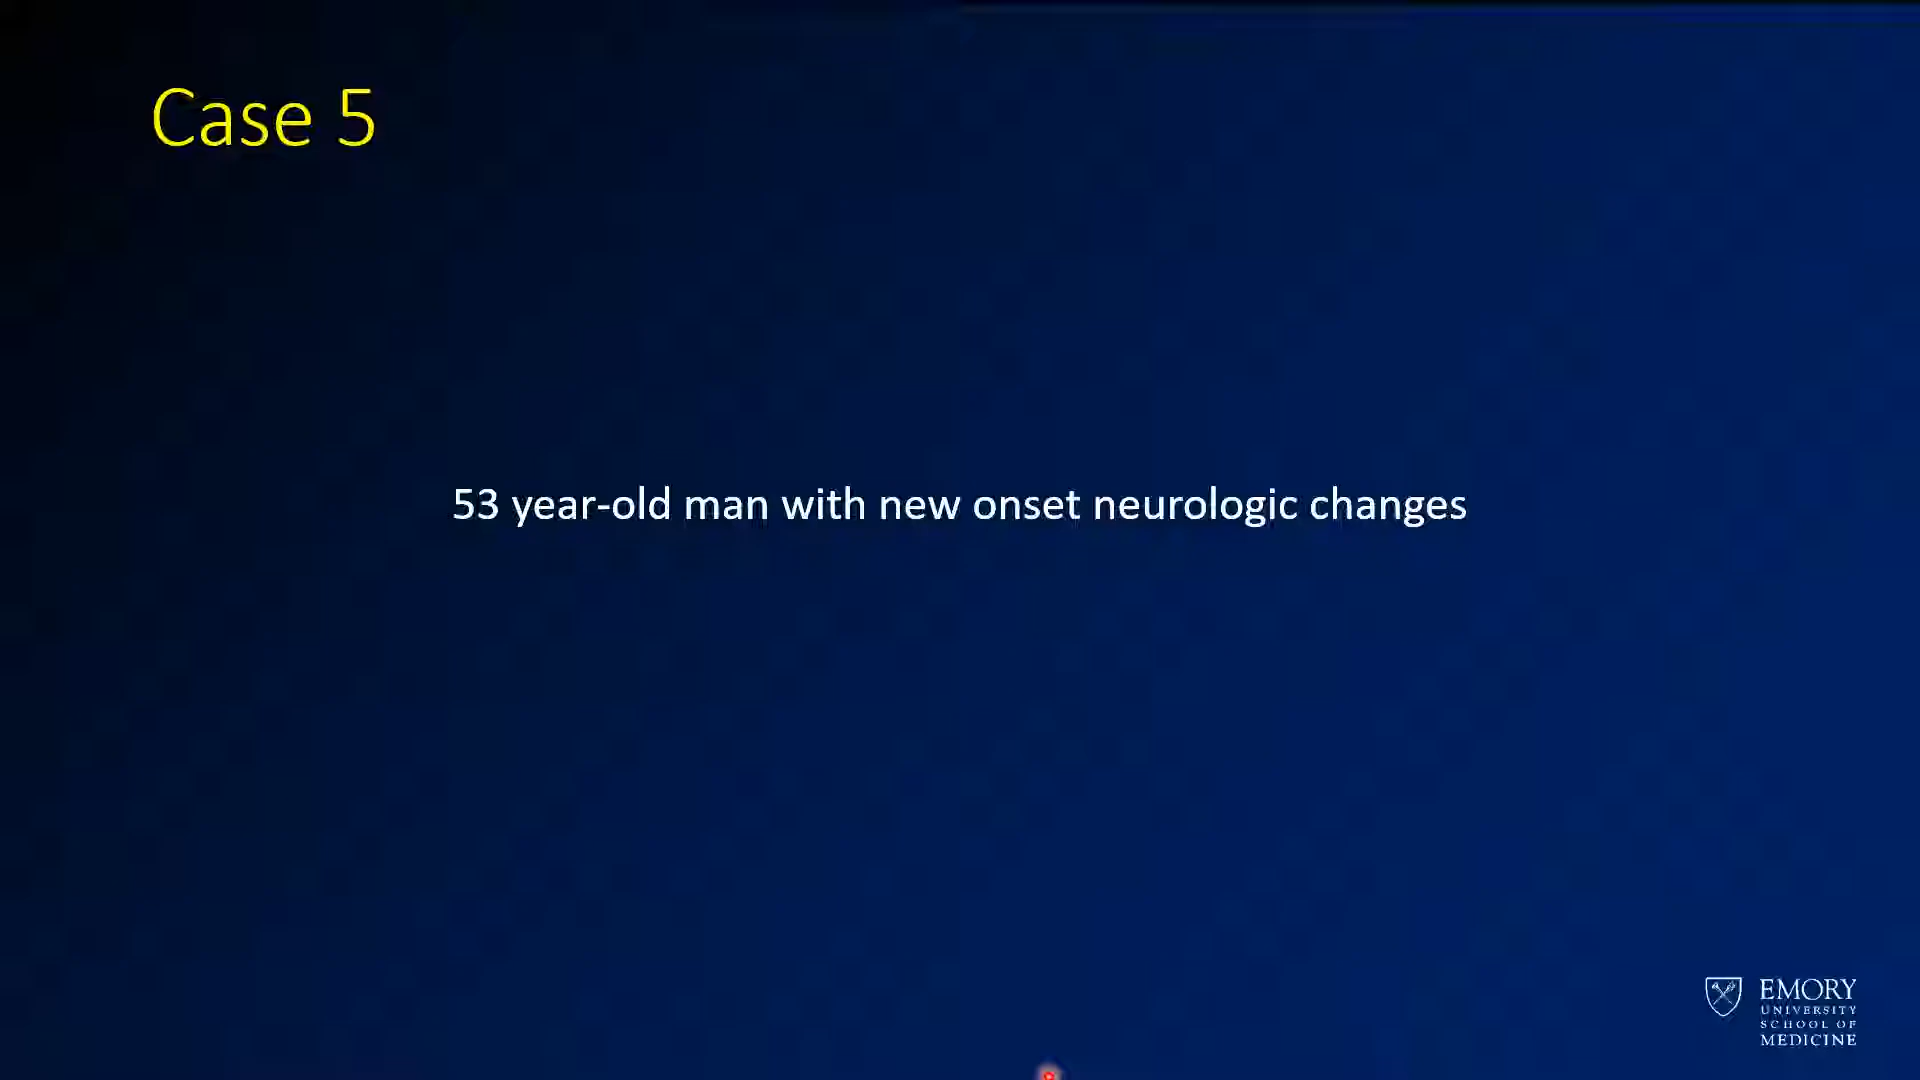 Case 5
53 year-old man with new onset neurologic changes
EMORY
UNIVERSITY
SCHOOL OF
MEDICINE